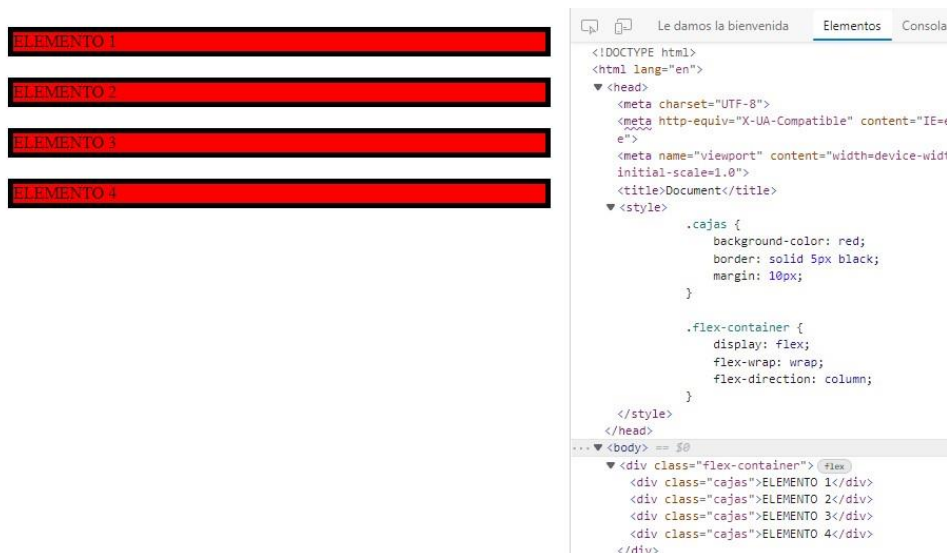 ELEMENTO 1
ELEMENTO 2
ELEMENTO 3
ELEMENTO 4
Le damos la bienvenida Elementos Consola
<!DOCTYPE html>
<html lang="en">
▼<head>
<meta charset="UTF-8">
<meta http-equiv="X-UA-Compatible" content="IE=e
e">
<meta name="viewport" content="width=device-widt
initial-scale=1.0">
<title>Document</title>
▼<style>
.cajas {
background-color: red;
border: solid 5px black;
margin: 10px;
}
.flex-container {
display: flex;
flex-wrap: wrap;
flex-direction: column;
}
</style>
</head>
··· ▼<body> == $0
▼<div class="flex-container"> flex
<div class="cajas">ELEMENTO 1</div>
<div class="cajas">ELEMENTO 2</div>
<div class="cajas">ELEMENTO 3</div>
<div class="cajas">ELEMENTO 4</div>
</div>